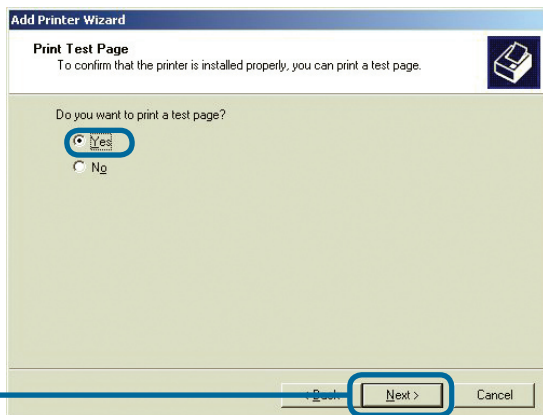 Add Printer Wizard
Print Test Page
To confirm that the printer is installed properly, you can print a test page.
Do you want to print a test page?
Yes
No
< Back Next > Cancel